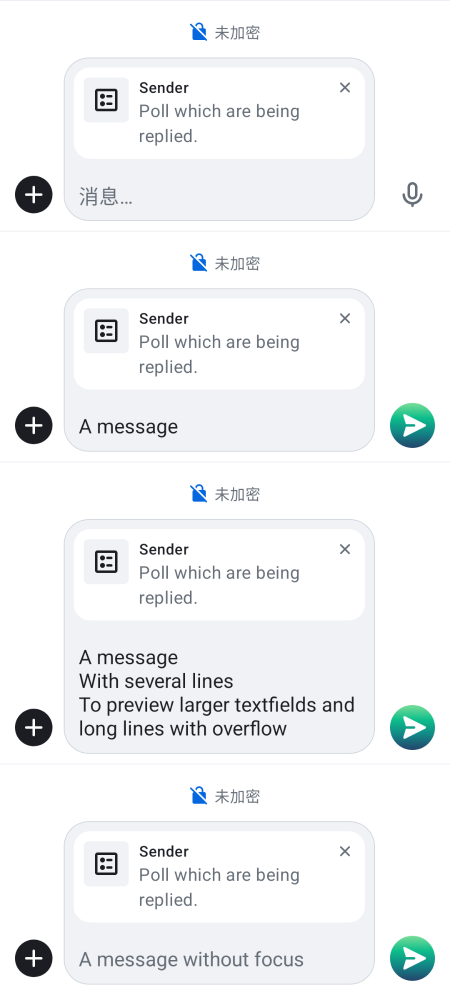 未加密
Sender
Poll which are being
replied.
消息…
未加密
Sender
Poll which are being
replied.
A message
未加密
Sender
Poll which are being
replied.
A message
With several lines
To preview larger textfields and
long lines with overflow
未加密
Sender
Poll which are being
replied.
A message without focus